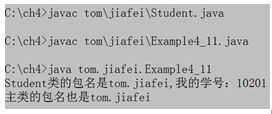 C:\ch4>javac tom\jiafei\Student.java
C:\ch4>javac tom\jiafei\Example4_11.java
C:\ch4>java tom.jiafei.Example4_11
Student类的包名是tom.jiafei,我的学号：10201
主类的包名也是tom.jiafei